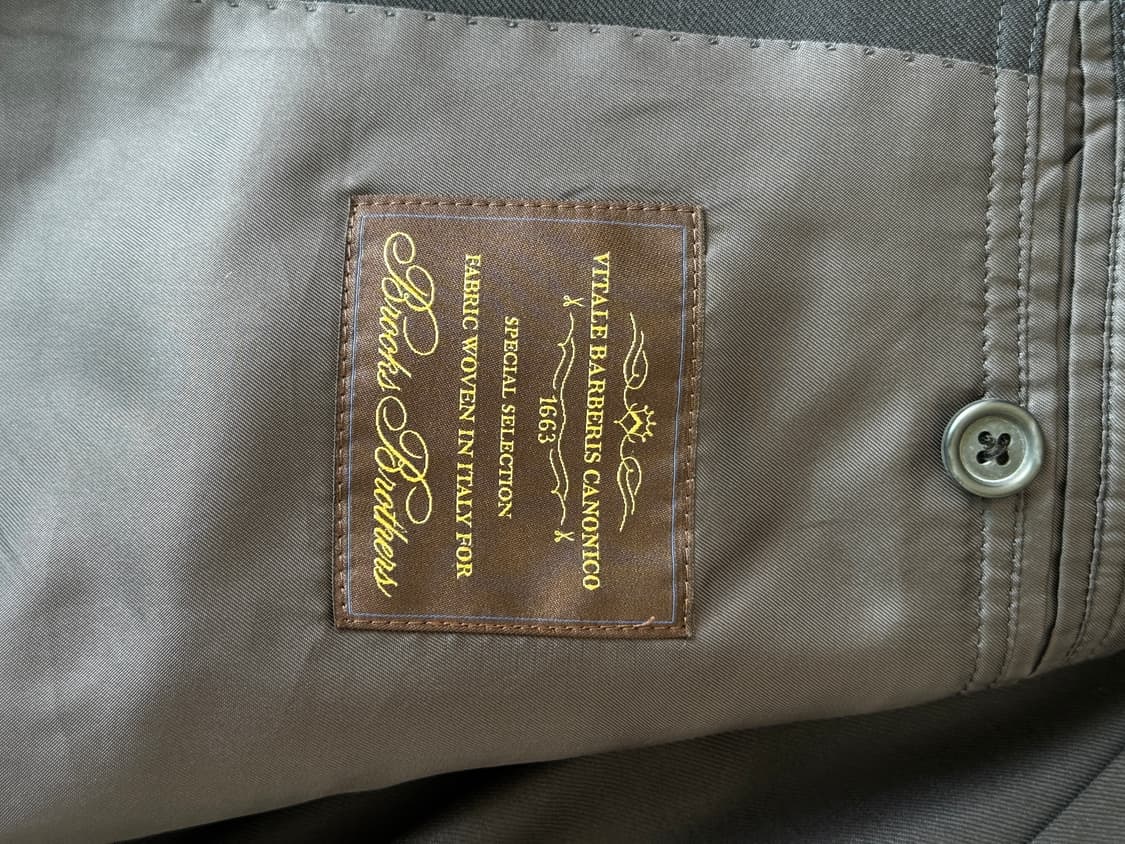 VITALE BARBERIS CANONICO
1663
SPECIAL SELECTION
FABRIC WOVEN IN ITALY FOR
Brooks Brothers